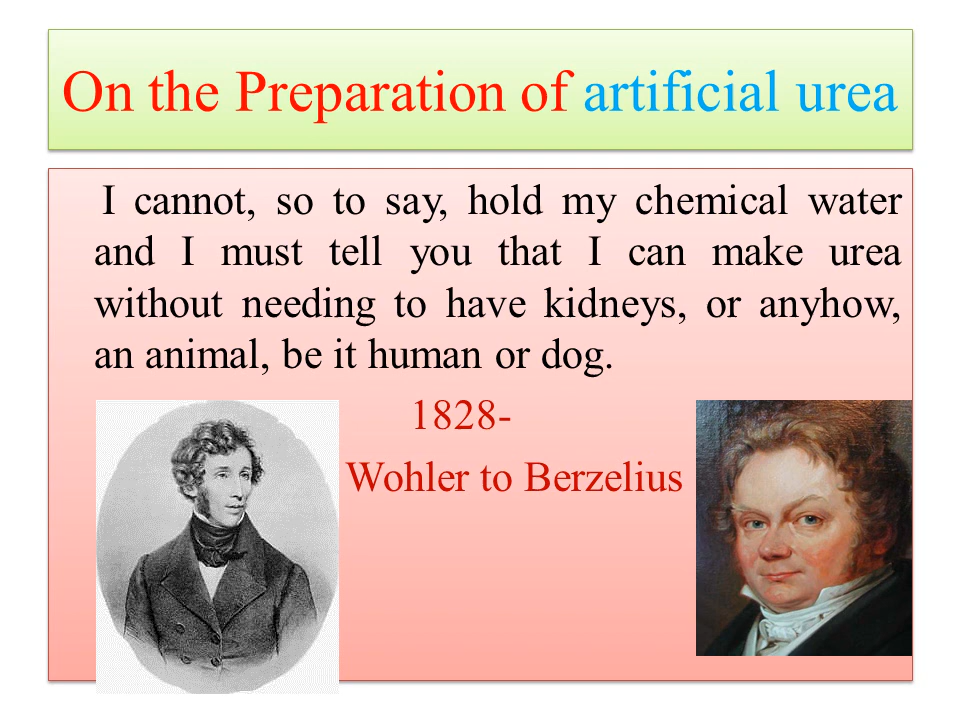 On the Preparation of artificial urea
I cannot, so to say, hold my chemical water
and I must tell you that I can make urea
without needing to have kidneys, or anyhow,
an animal, be it human or dog.
1828-
Wohler to Berzelius